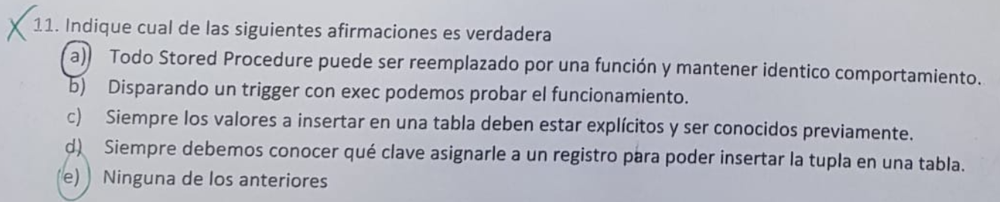 11. Indique cual de las siguientes afirmaciones es verdadera
a) Todo Stored Procedure puede ser reemplazado por una función y mantener identico comportamiento.
b) Disparando un trigger con exec podemos probar el funcionamiento.
c) Siempre los valores a insertar en una tabla deben estar explícitos y ser conocidos previamente.
d) Siempre debemos conocer qué clave asignarle a un registro para poder insertar la tupla en una tabla.
e) Ninguna de los anteriores